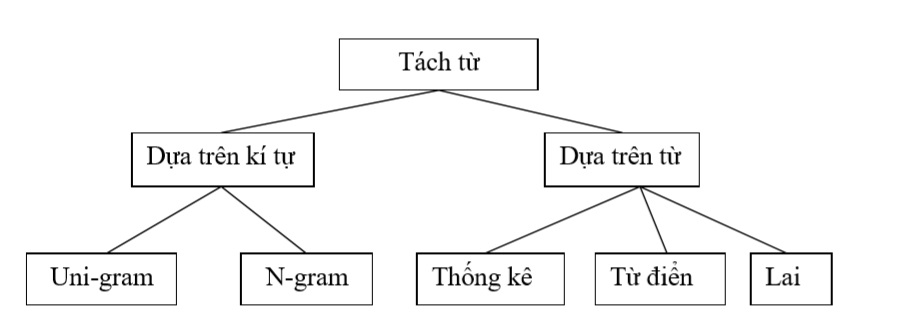 Tách từ
Dựa trên kí tự
Dựa trên từ
Uni-gram
N-gram
Thống kê
Từ điển
Lai